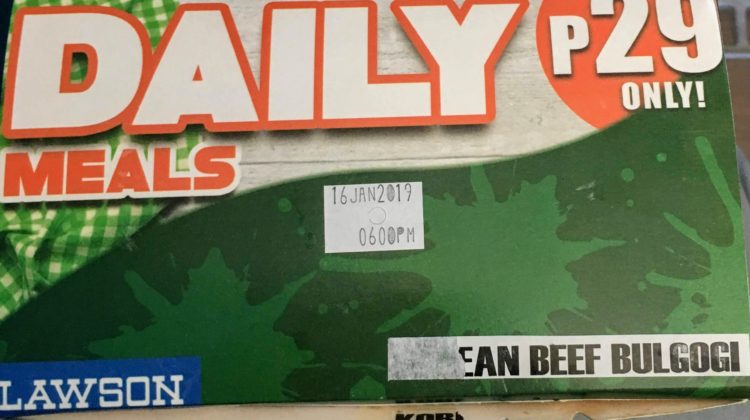 DAILY
MEALS
P29
ONLY!
16JAN2019
0600PM
LAWSON
EAN BEEF BULGOGI